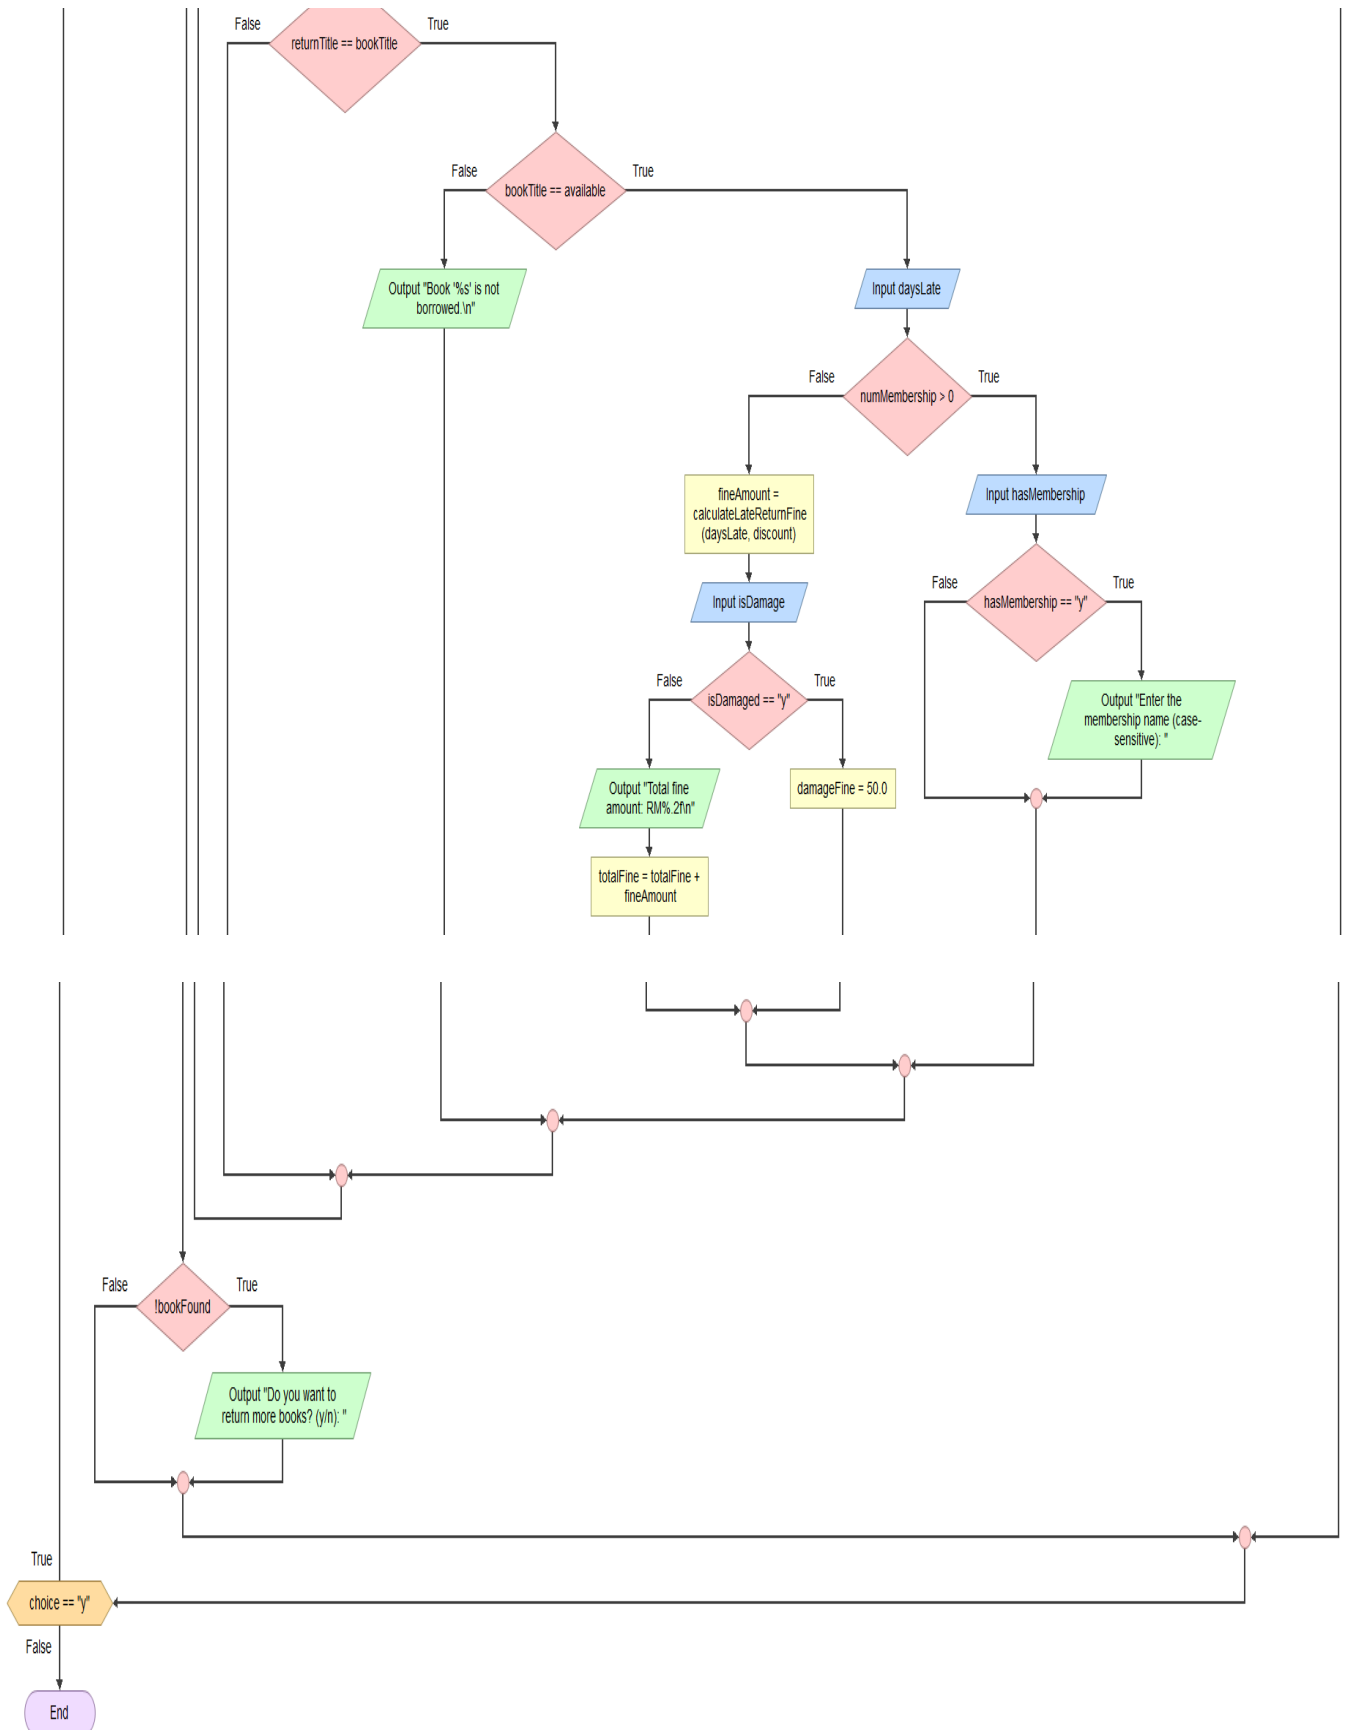 False
True
returnTitle == bookTitle
False
True
bookTitle == available
Output "Book '%s' is not
borrowed.\n"
Input daysLate
False
True
numMembership > 0
fineAmount =
calculateLateReturnFine
(daysLate, discount)
Input hasMembership
Input isDamage
False
True
hasMembership == "y"
False
True
isDamaged == "y"
Output "Enter the
membership name (case-
sensitive): "
Output "Total fine
amount: RM%.2f\n"
damageFine = 50.0
totalFine = totalFine +
fineAmount
False
True
!bookFound
Output "Do you want to
return more books? (y/n): "
True
choice == "y"
False
End